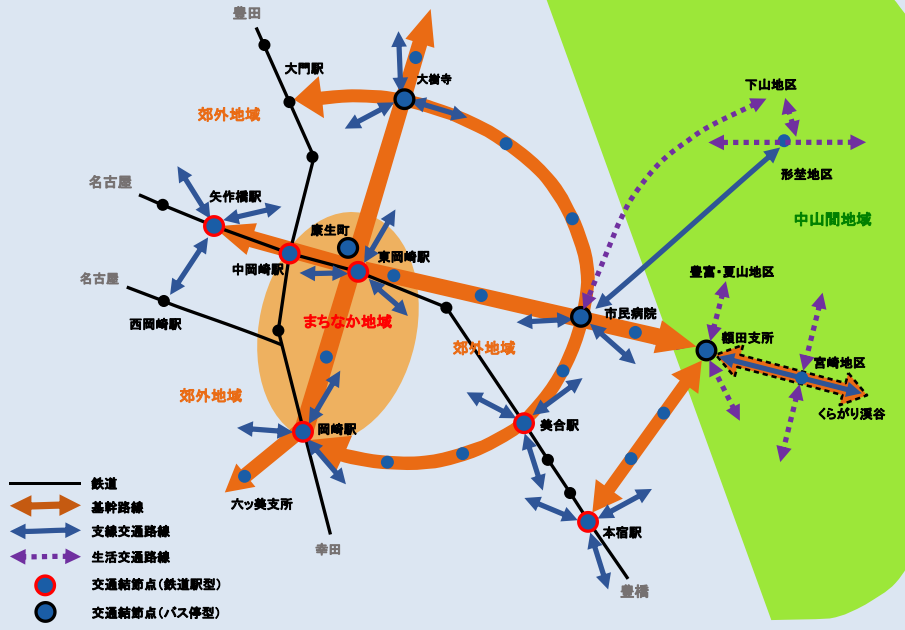 豊田
大門駅
大樹寺
下山地区
郊外地域
形埜地区
名古屋
矢作橋駅
康生町
中山間地域
中岡崎駅
東岡崎駅
豊富・夏山地区
名古屋
西岡崎駅
まちなか地域
市民病院
額田支所
郊外地域
宮崎地区
郊外地域
くらがり渓谷
岡崎駅
美合駅
六ッ美支所
本宿駅
幸田
豊橋
鉄道
基幹路線
支線交通路線
生活交通路線
交通結節点(鉄道駅型)
交通結節点(バス停型)